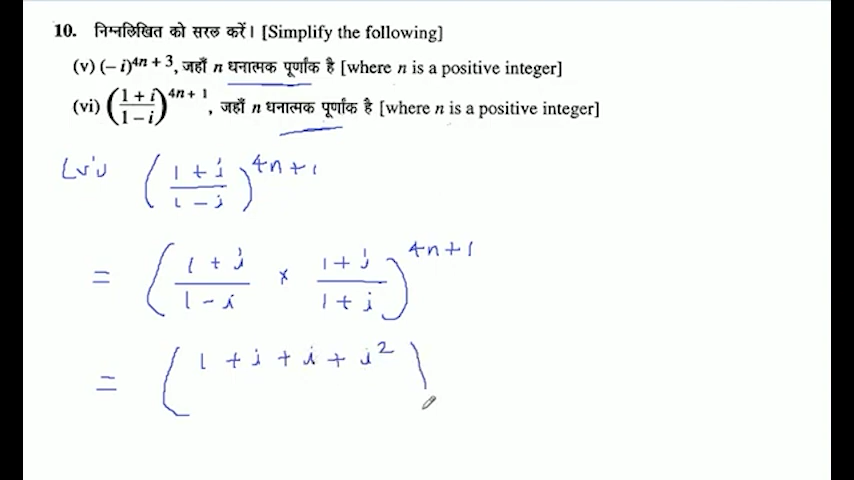 10. निम्नलिखित को सरल करें। [Simplify the following]
(v) (– i)^{4n + 3}, जहाँ n धनात्मक पूर्णांक है [where n is a positive integer]
(vi) ((1 + i)/(1 – i))^{4n + 1}, जहाँ n धनात्मक पूर्णांक है [where n is a positive integer]
(vi) ((1 + i)/(1 – i))^{4n + 1}
= ((1 + i)/(1 – i) × (1 + i)/(1 + i))^{4n + 1}
= (1 + i + i + i²)